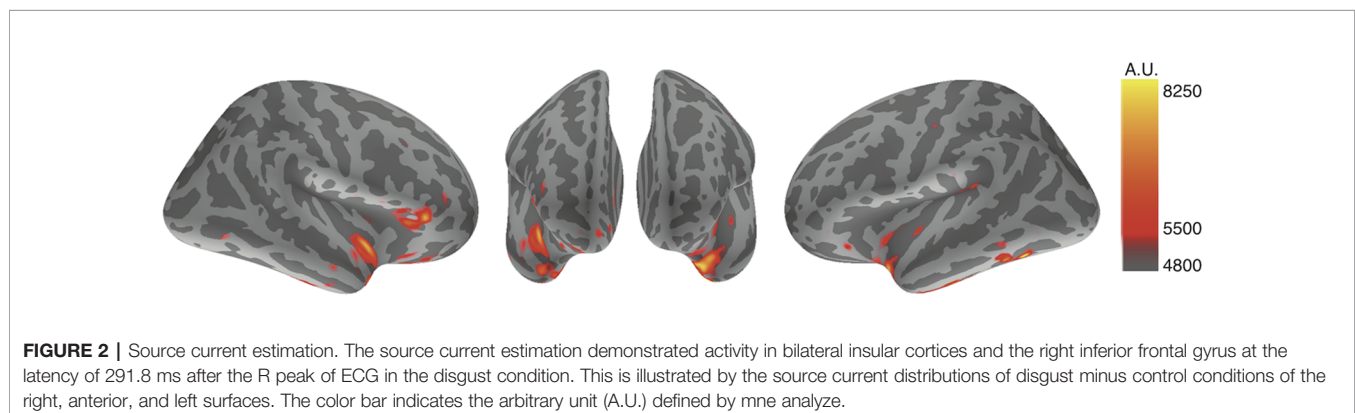 A.U.
8250
5500
4800
FIGURE 2 | Source current estimation. The source current estimation demonstrated activity in bilateral insular cortices and the right inferior frontal gyrus at the
latency of 291.8 ms after the R peak of ECG in the disgust condition. This is illustrated by the source current distributions of disgust minus control conditions of the
right, anterior, and left surfaces. The color bar indicates the arbitrary unit (A.U.) defined by mne analyze.